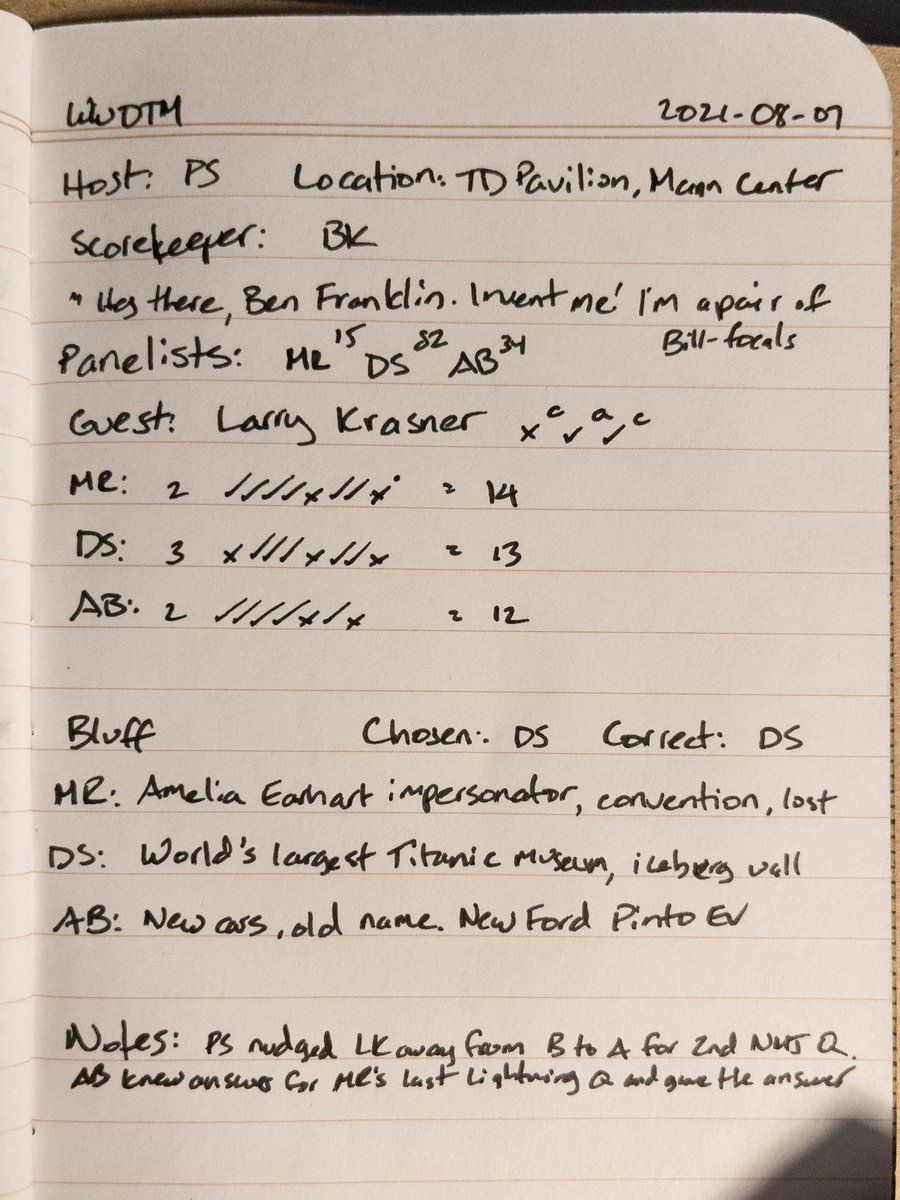 WWDTM 2021-08-07
Host: PS Location: TD Pavilion, Mann Center
Scorekeeper: BK
"Hey there, Ben Franklin. Invent me! I'm a pair of
Bill-focals
Panelists: MR 15 DS 82 AB 34
Guest: Larry Krasner x c ✓ a ✓ c
MR: 2 ✓✓✓✓x✓✓x = 14
DS: 3 x✓✓✓x✓✓x = 13
AB: 2 ✓✓✓✓x✓x = 12
Bluff Chosen: DS Correct: DS
MR: Amelia Earhart impersonator, convention, lost
DS: World's largest Titanic Museum, iceberg wall
AB: New cars, old name. New Ford Pinto EV
Notes: PS nudged LK away from B to A for 2nd NMJ Q.
AB knew answer for MR's last Lightning Q and gave the answer